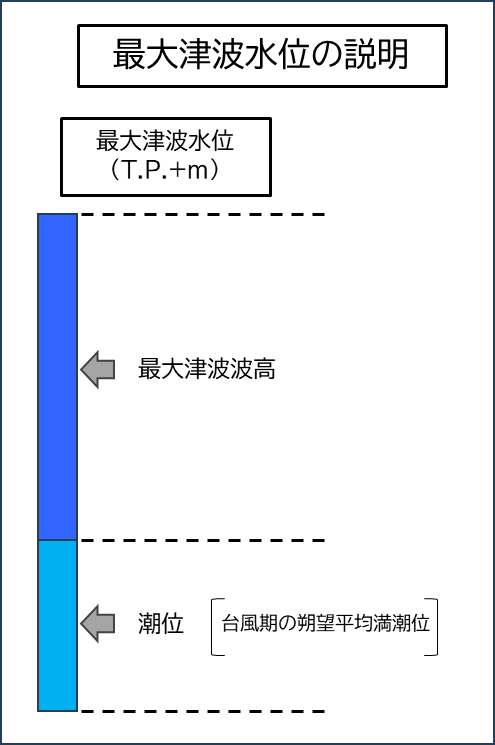 最大津波水位の説明
最大津波水位
（T.P.+m）
最大津波波高
潮位
台風期の朔望平均満潮位